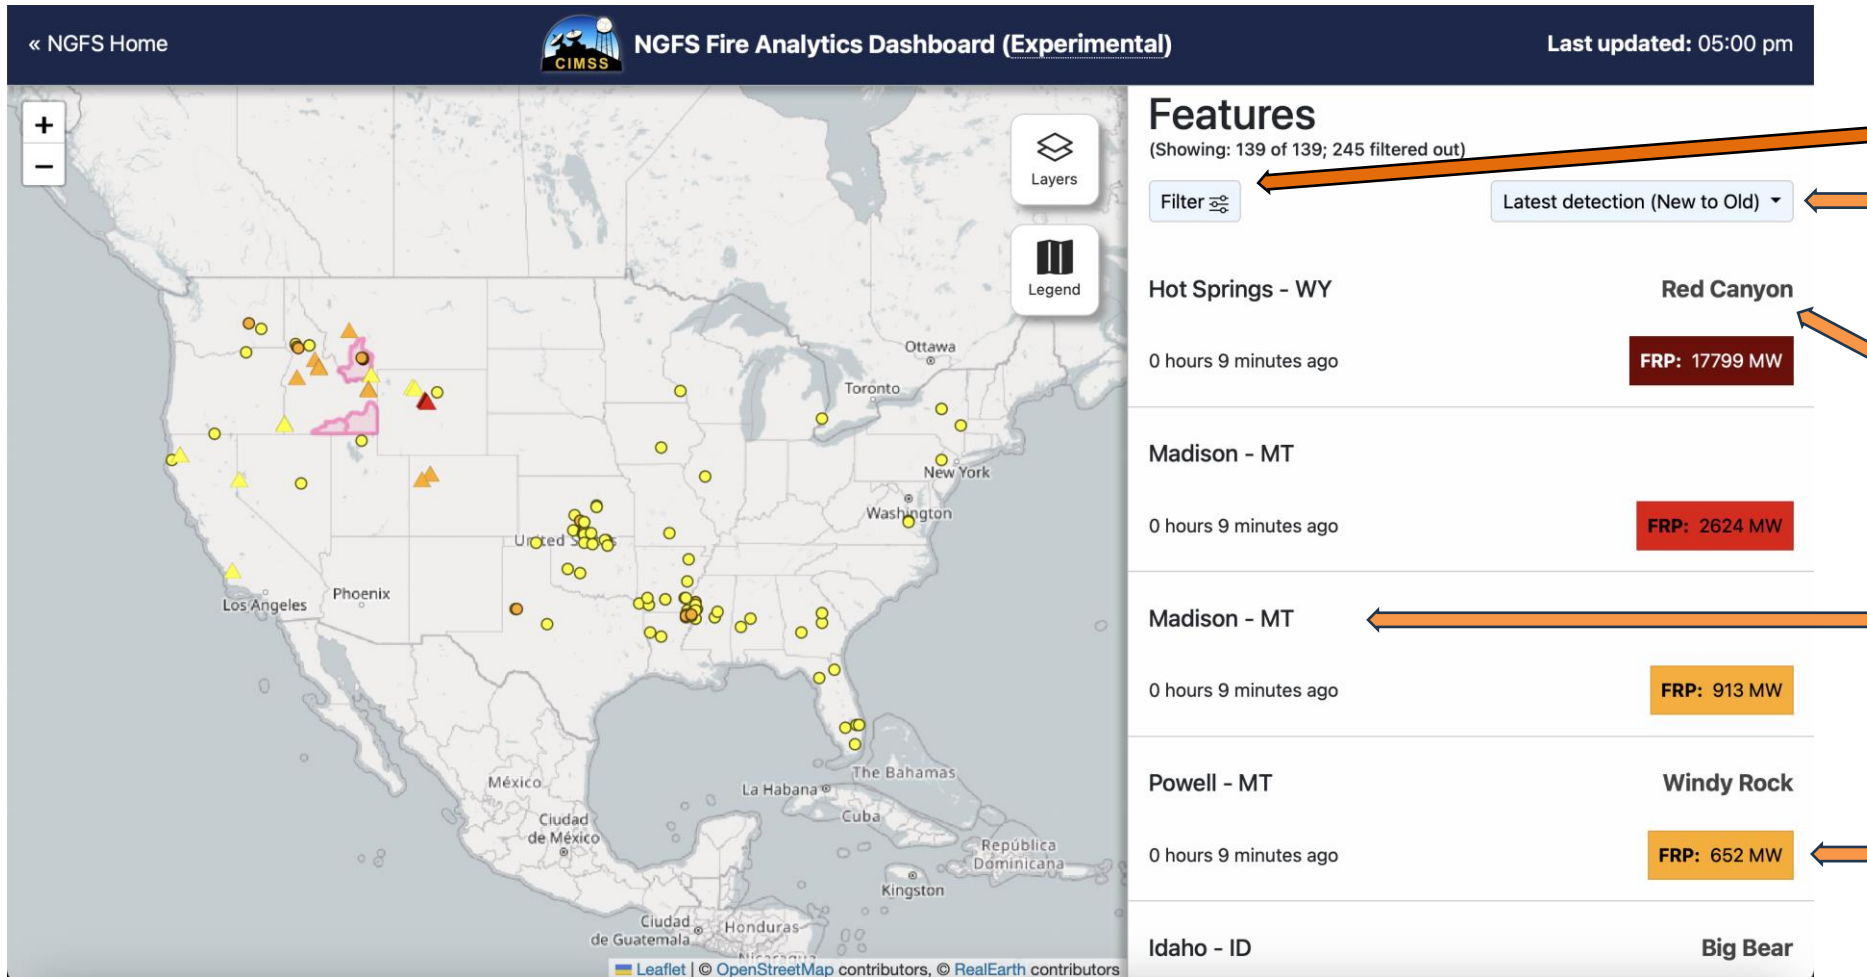 « NGFS Home
CIMSS
NGFS Fire Analytics Dashboard (Experimental)
Last updated: 05:00 pm
+
−
Layers
Legend
Ottawa
Toronto
New York
Washington
Los Angeles
Phoenix
México
Ciudad
de México
La Habana
The Bahamas
Cuba
República
Dominicana
Kingston
Ciudad
de Guatemala
Honduras
Nicaragua
Leaflet | © OpenStreetMap contributors, © RealEarth contributors
Features
(Showing: 139 of 139; 245 filtered out)
Filter
Latest detection (New to Old)
Hot Springs - WY
Red Canyon
0 hours 9 minutes ago
FRP: 17799 MW
Madison - MT
0 hours 9 minutes ago
FRP: 2624 MW
Madison - MT
0 hours 9 minutes ago
FRP: 913 MW
Powell - MT
Windy Rock
0 hours 9 minutes ago
FRP: 652 MW
Idaho - ID
Big Bear